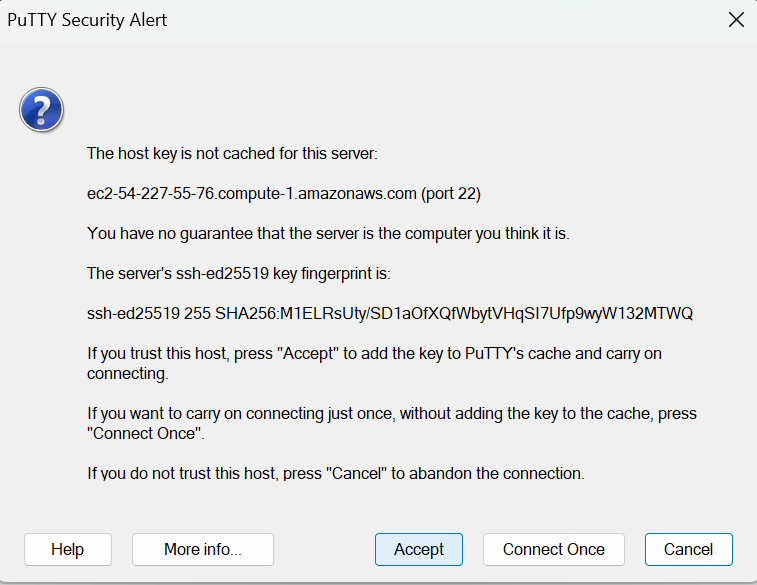 PuTTY Security Alert
The host key is not cached for this server:
ec2-54-227-55-76.compute-1.amazonaws.com (port 22)
You have no guarantee that the server is the computer you think it is.
The server's ssh-ed25519 key fingerprint is:
ssh-ed25519 255 SHA256:M1ELRsUty/SD1aOfXQfWbytVHqSI7Ufp9wyW132MTWQ
If you trust this host, press "Accept" to add the key to PuTTY's cache and carry on
connecting.
If you want to carry on connecting just once, without adding the key to the cache, press
"Connect Once".
If you do not trust this host, press "Cancel" to abandon the connection.
Help More info... Accept Connect Once Cancel